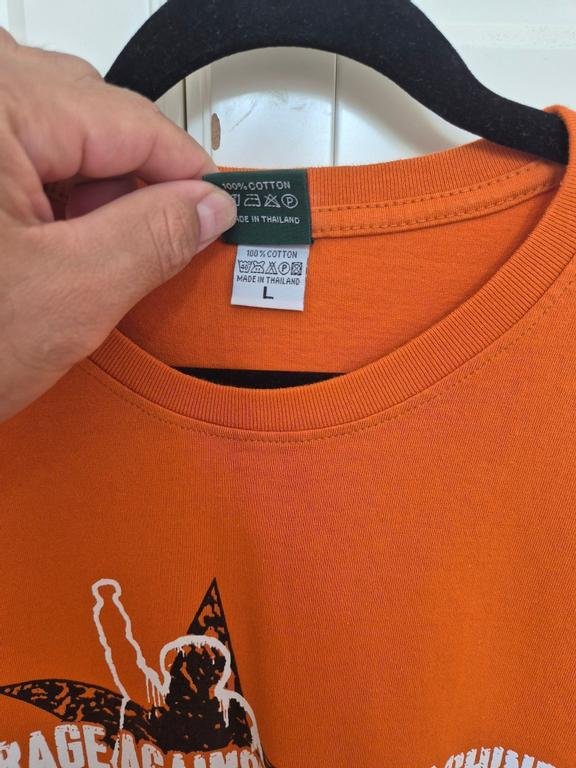 100% COTTON
MADE IN THAILAND
100% COTTON
MADE IN THAILAND
L
RAGE AGAINST